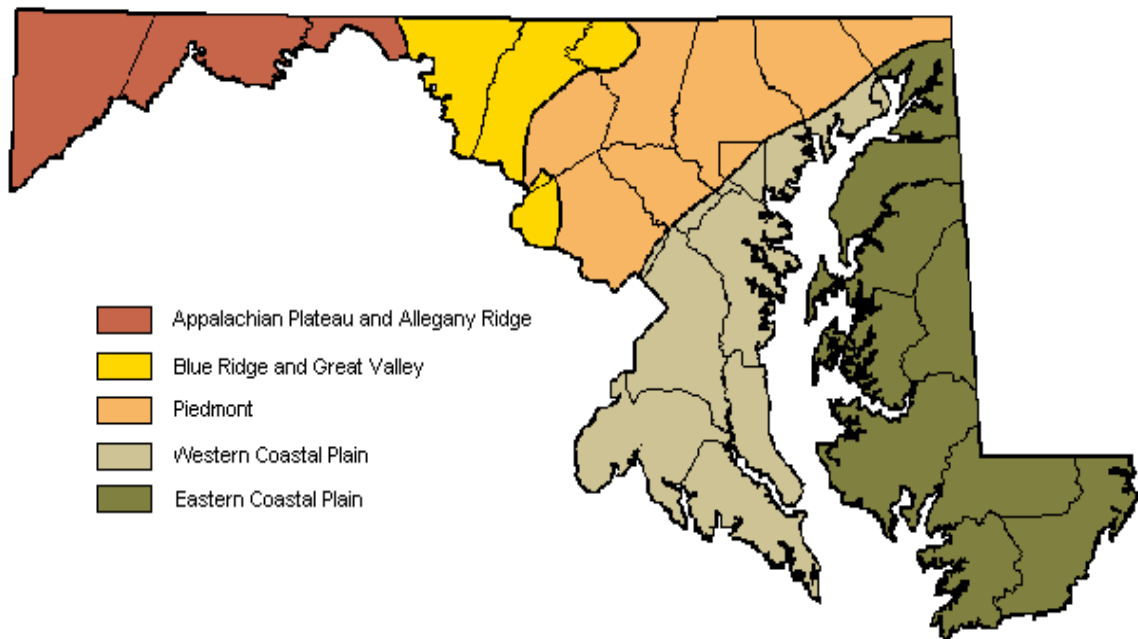 Appalachian Plateau and Allegany Ridge
Blue Ridge and Great Valley
Piedmont
Western Coastal Plain
Eastern Coastal Plain